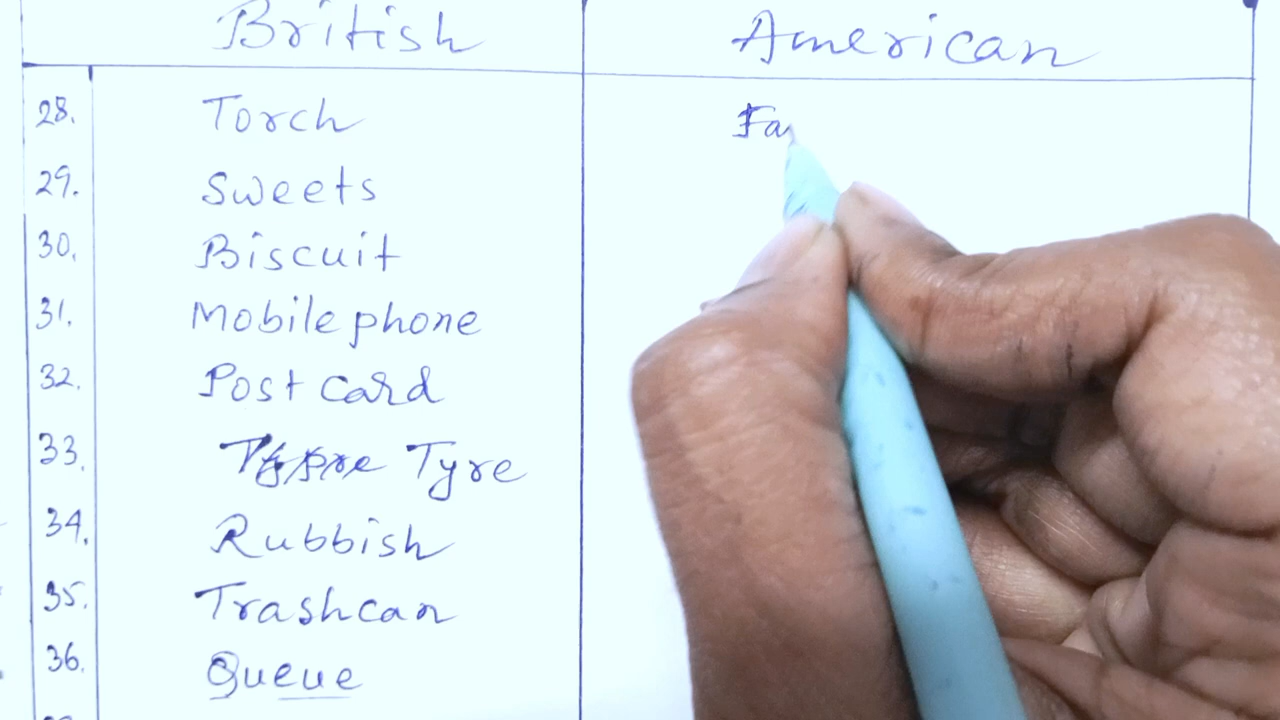 British American
28. Torch Fa
29. Sweets
30. Biscuit
31. Mobile phone
32. Post card
33. Tyre
34. Rubbish
35. Trashcan
36. Queue